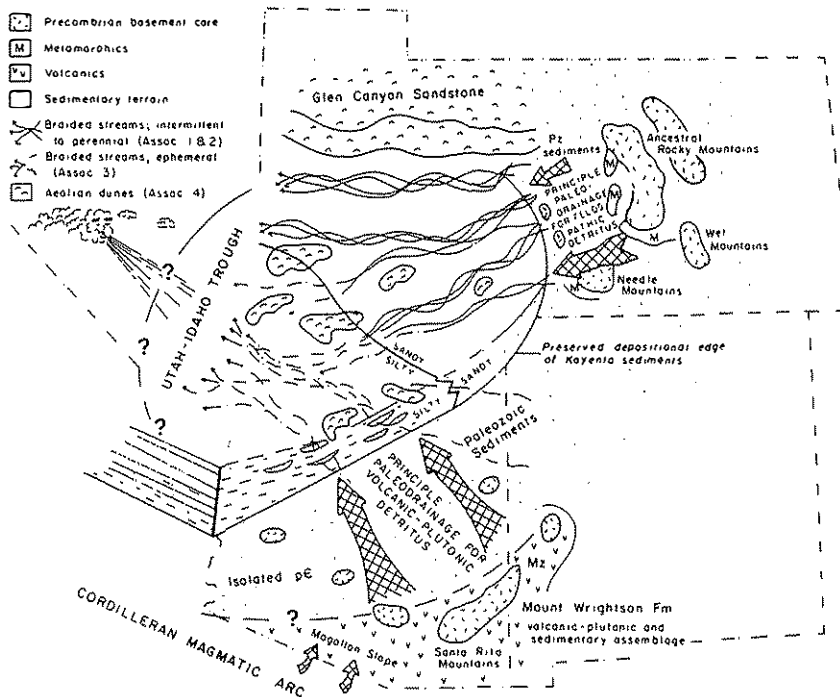 Precambrian basement core
M
Metamorphics
Volcanics
Sedimentary terrain
Braided streams; intermittent
to perennial (Assoc 1 & 2)
Braided streams, ephemeral
(Assoc 3)
Aeolian dunes (Assoc 4)
Glen Canyon Sandstone
Pz
sediments
Ancestral
Rocky Mountains
M
M
PRINCIPLE
PALEO-
DRAINAGE
FOR FLDS
PATHIC
DETRITUS
M
Wet
Mountains
M
Needle
Mountains
?
?
?
UTAH-IDAHO TROUGH
SANDY
SILTY
SANDY
SILTY
Preserved depositional edge
of Kayenta sediments
Paleozoic
Sediments
PRINCIPLE
PALEODRAINAGE FOR
VOLCANIC-PLUTONIC
DETRITUS
Isolated p€
Mz
Mount Wrightson Fm
volcanic-plutonic and
sedimentary assemblage
?
Mogollon Slope
Santa Rita
Mountains
CORDILLERAN MAGMATIC ARC